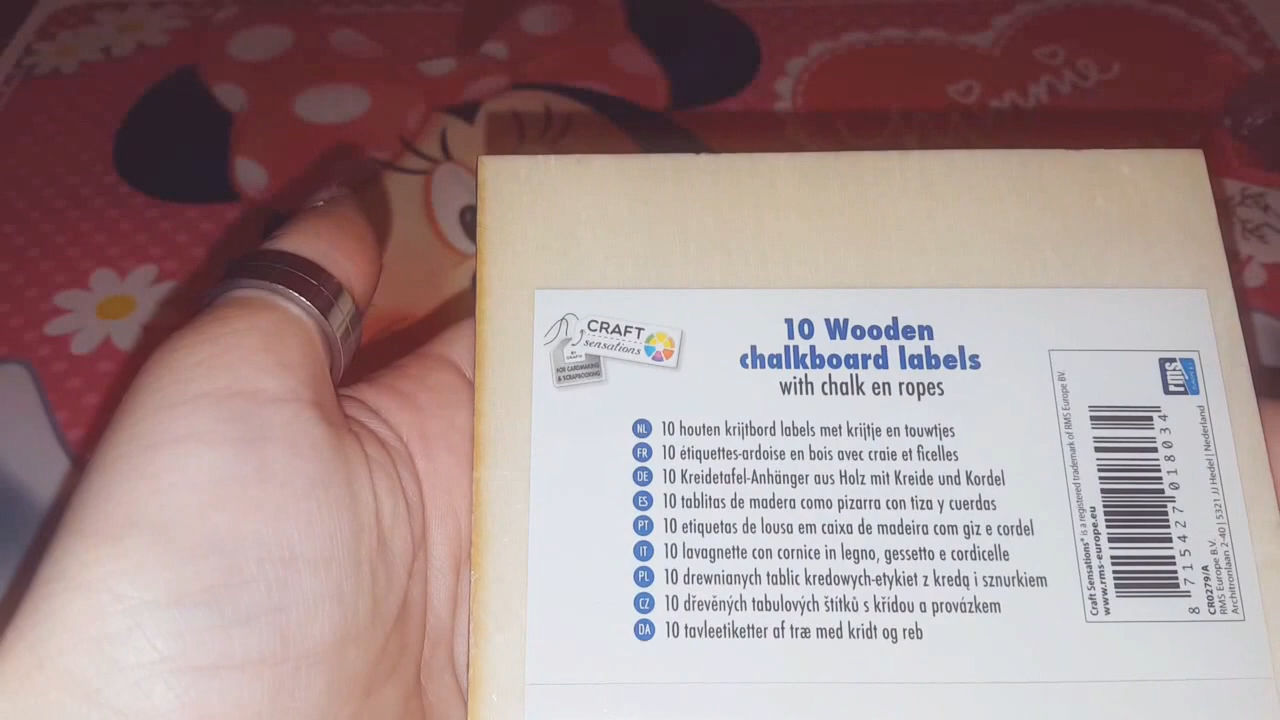 Minnie
CRAFT
sensations
FOR CARDMAKING
& SCRAPBOOKING
10 Wooden
chalkboard labels
with chalk en ropes
NL 10 houten krijtbord labels met krijtje en touwtjes
FR 10 étiquettes-ardoise en bois avec craie et ficelles
DE 10 Kreidetafel-Anhänger aus Holz mit Kreide und Kordel
ES 10 tablitas de madera como pizarra con tiza y cuerdas
PT 10 etiquetas de lousa em caixa de madeira com giz e cordel
IT 10 lavagnette con cornice in legno, gessetto e cordicelle
PL 10 drewnianych tablic kredowych-etykiet z kredą i sznurkiem
CZ 10 dřevěných tabulových štítků s křídou a provázkem
DA 10 tavleetiketter af træ med kridt og reb
rms
Craft Sensations® is a registered trademark of RMS Europe BV.
www.rms-europe.eu
8 715427 018034
CR0279/A
RMS Europe B.V.
Architronlaan 2-40 | 5321 JJ Hedel | Nederland